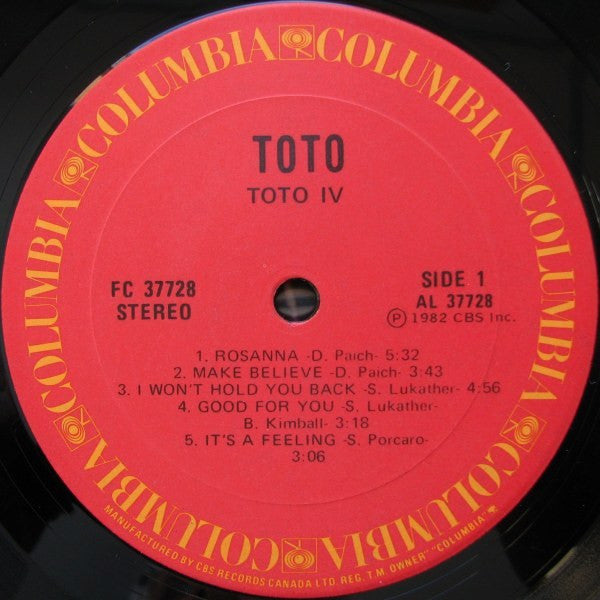 COLUMBIA COLUMBIA COLUMBIA COLUMBIA COLUMBIA COLUMBIA COLUMBIA COLUMBIA
TOTO
TOTO IV
FC 37728
STEREO
SIDE 1
AL 37728
Ⓟ 1982 CBS Inc.
1. ROSANNA -D. Paich- 5:32
2. MAKE BELIEVE -D. Paich- 3:43
3. I WON'T HOLD YOU BACK -S. Lukather- 4:56
4. GOOD FOR YOU -S. Lukather-
B. Kimball- 3:18
5. IT'S A FEELING -S. Porcaro-
3:06
MANUFACTURED BY CBS RECORDS CANADA LTD. REG. T.M. OWNER "COLUMBIA",